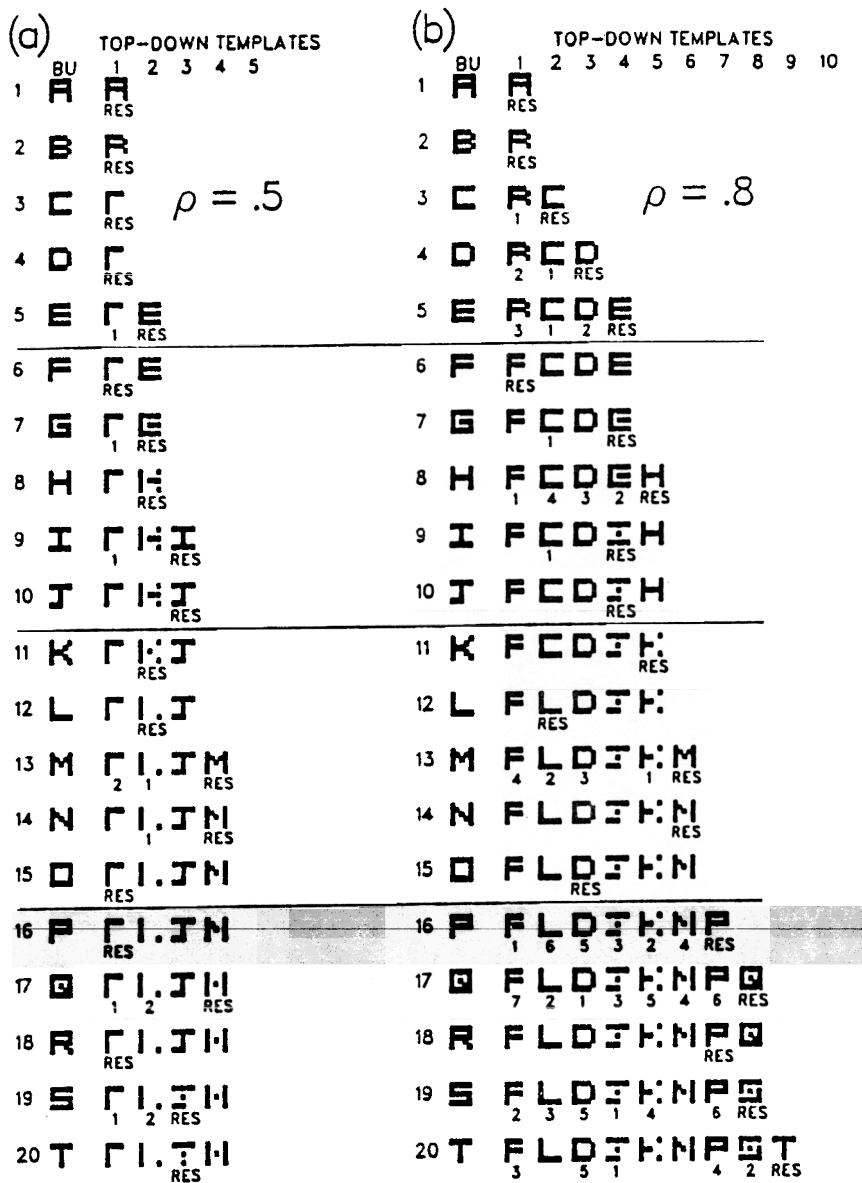 (a)
TOP-DOWN TEMPLATES
BU 1 2 3 4 5
1 A A
RES
2 B R
RES
3 C Γ
RES
ρ = .5
4 D Γ
RES
5 E Γ E
1 RES
6 F Γ E
RES
7 G Γ E
1 RES
8 H Γ
RES
9 I Γ I
1 RES
10 J Γ J
RES
11 K Γ J
RES
12 L Γ I. J
RES
13 M Γ I. J M
2 1 RES
14 N Γ I. J N
1 RES
15 O Γ I. J N
RES
16 P Γ I. J N
RES
17 Q Γ I. J
1 2 RES
18 R Γ I. J
RES
19 S Γ I.
1 2 RES
20 T Γ I.
RES
(b)
TOP-DOWN TEMPLATES
BU 1 2 3 4 5 6 7 8 9 10
1 A A
RES
2 B R
RES
3 C R C
1 RES
ρ = .8
4 D R C D
2 1 RES
5 E R C D E
3 1 2 RES
6 F F C D E
RES
7 G F C D E
1 RES
8 H F C D E H
1 4 3 2 RES
9 I F C D H
1 RES
10 J F C D H
RES
11 K F C D
RES
12 L F L D
RES
13 M F L D M
4 2 3 1 RES
14 N F L D N
RES
15 O F L D N
RES
16 P F L D N P
1 6 5 3 2 4 RES
17 Q F L D N P Q
7 2 1 3 5 4 6 RES
18 R F L D N P Q
RES
19 S F L D N P S
2 3 5 1 4 6 RES
20 T F L D N P S T
3 5 1 4 2 RES